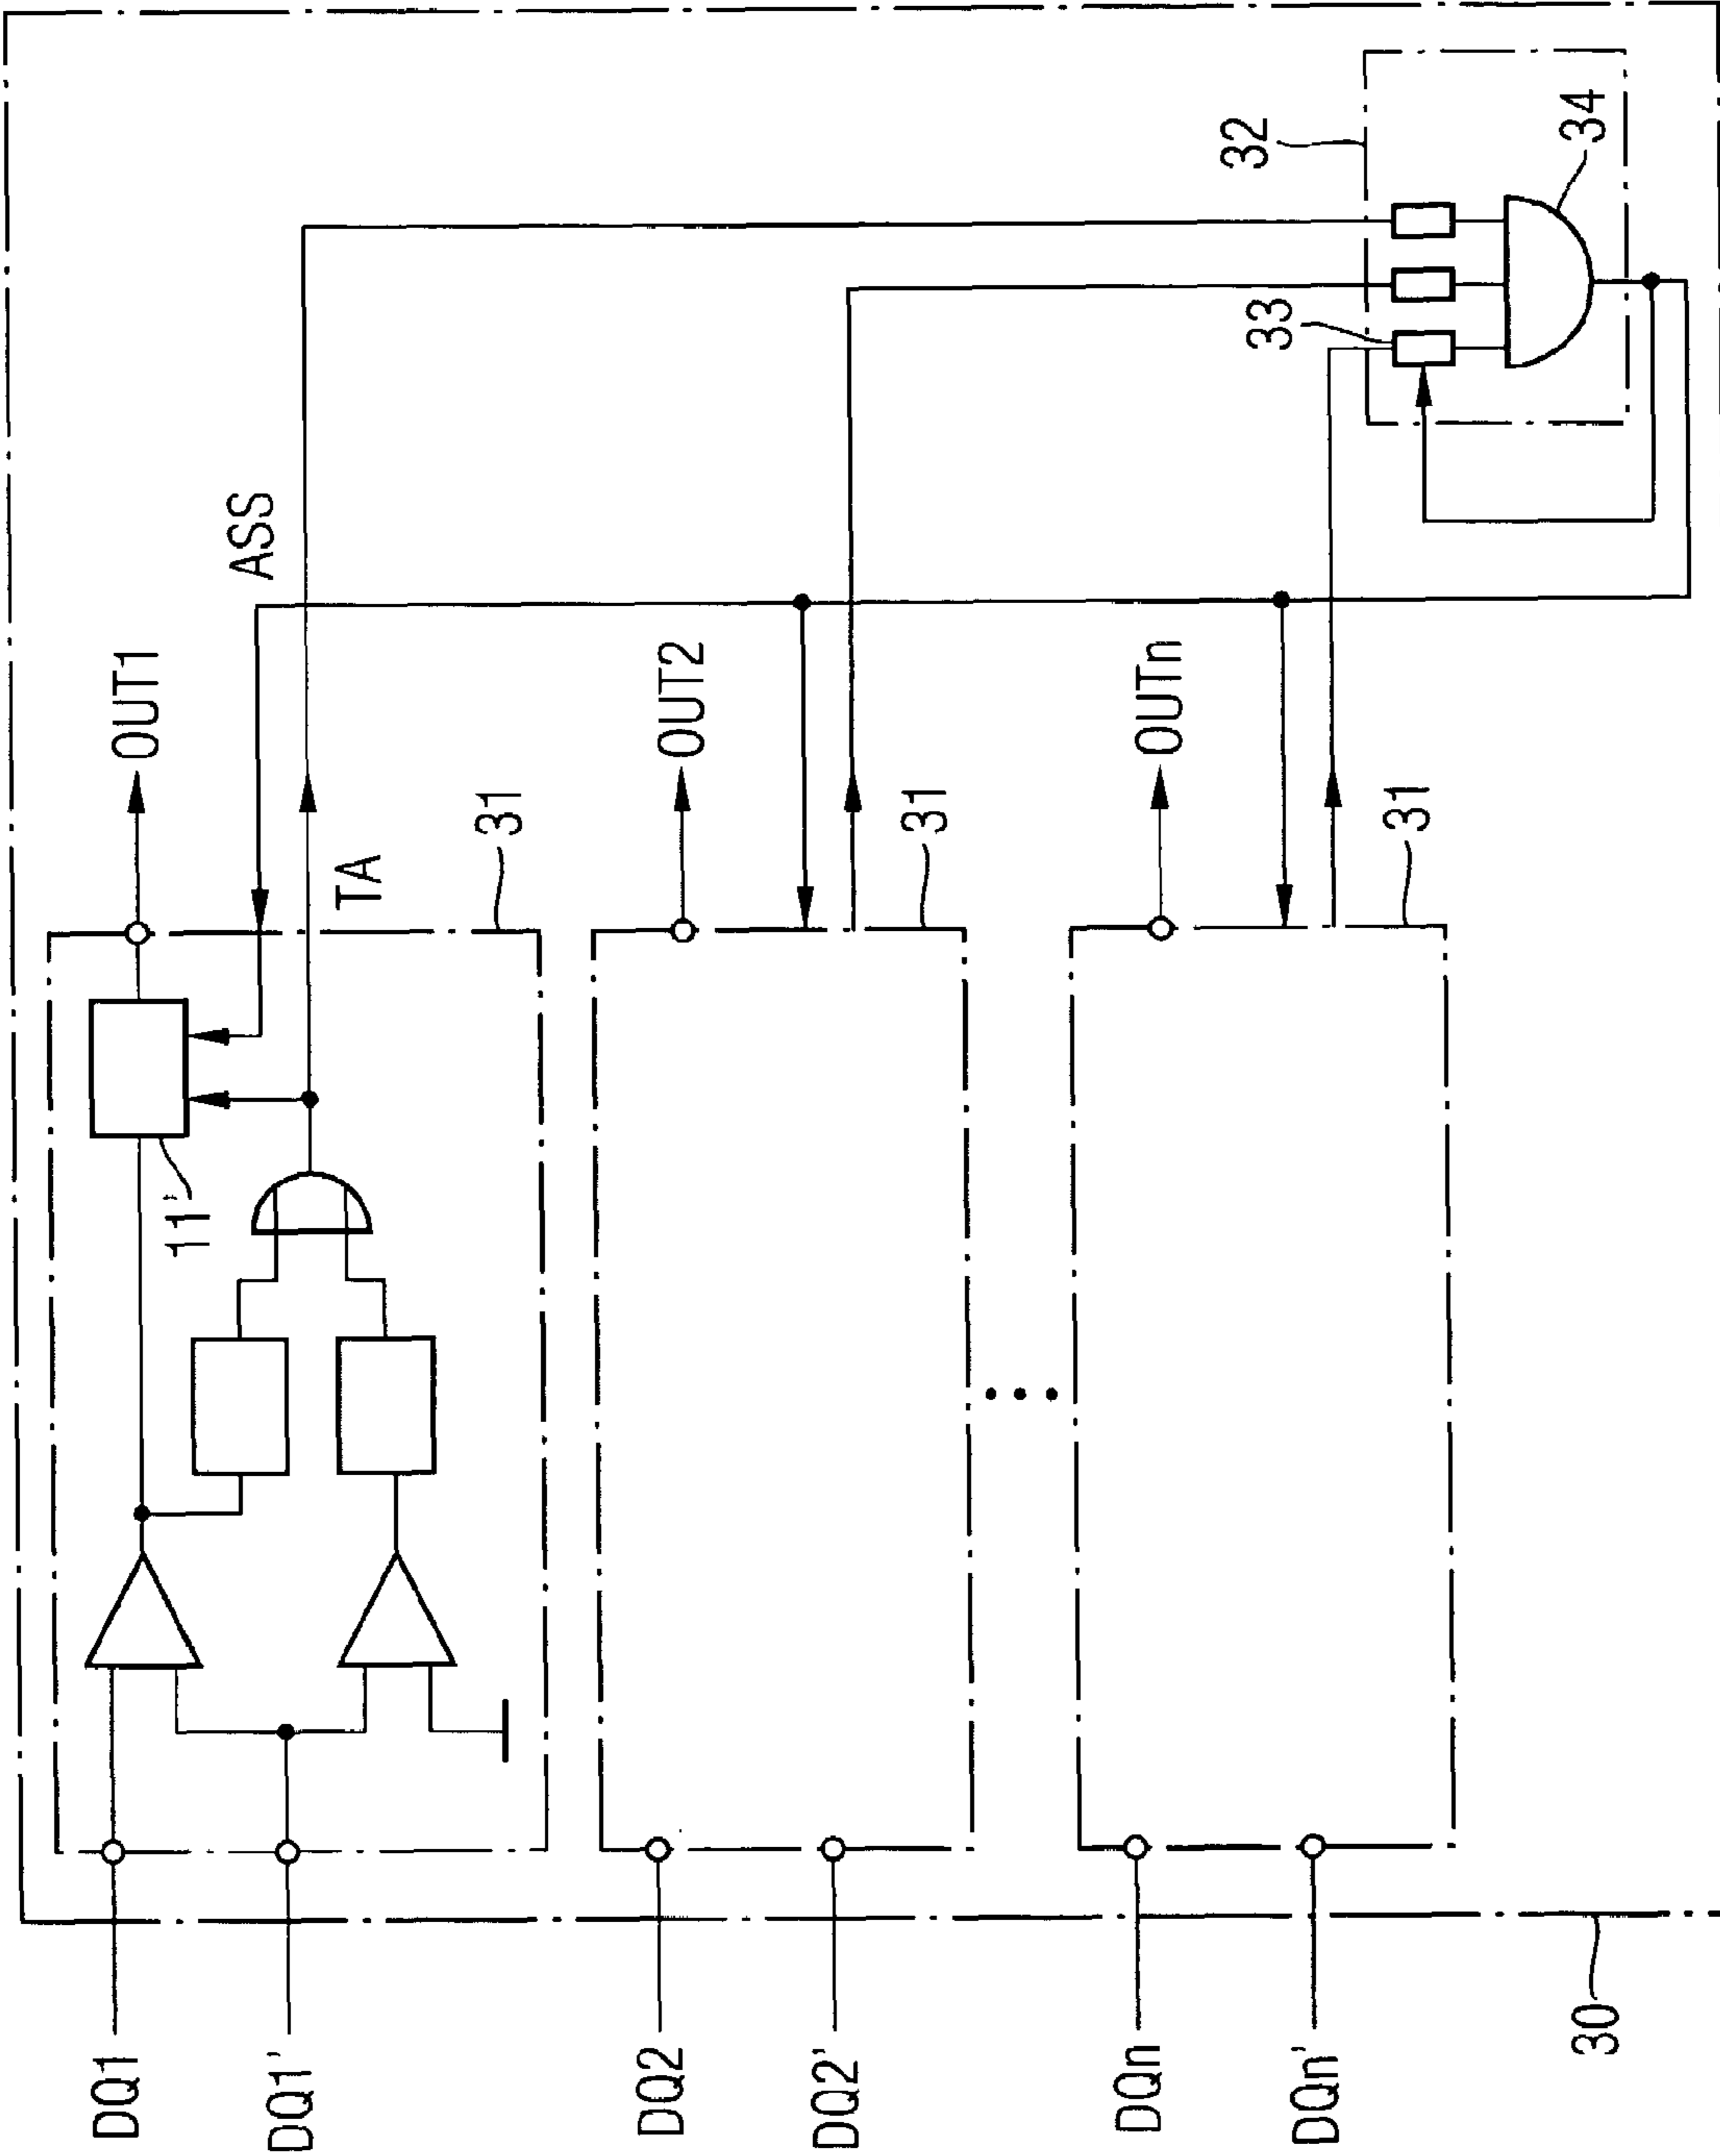 DQ1
DQ1'
DQ2
DQ2'
DQn
DQn'
30
11'
TA
31
31
31
OUT1
OUT2
OUTn
ASS
33
32
34